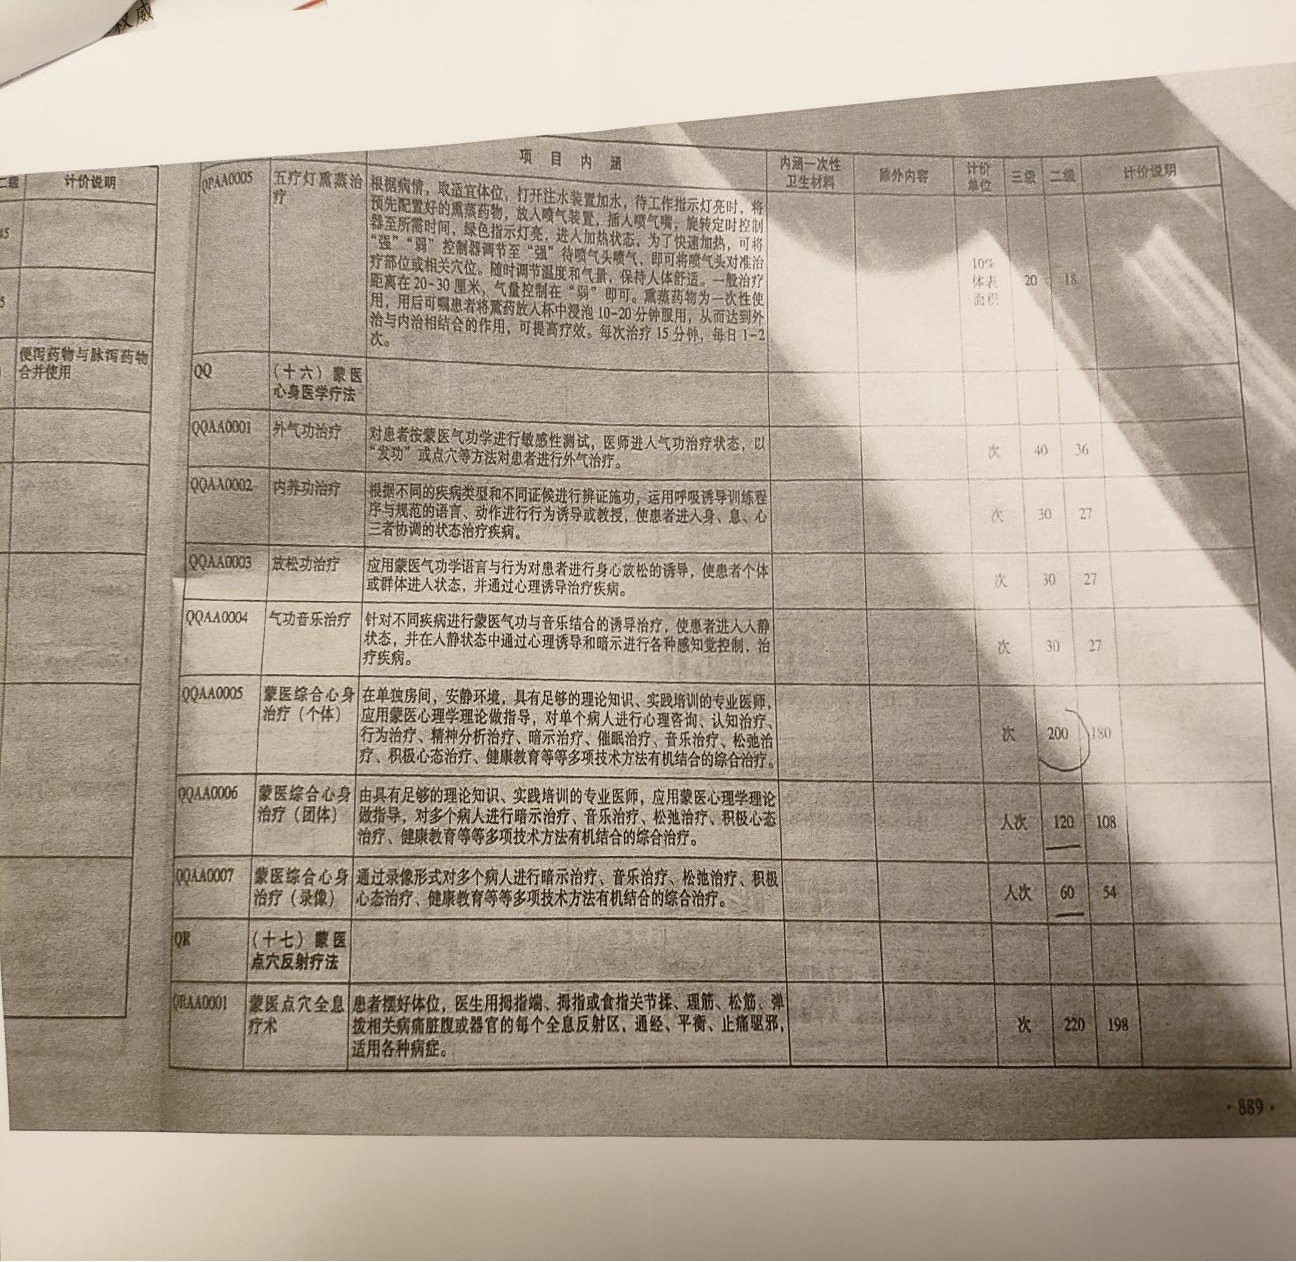 权威
二级 计价说明
45
5
便泻药物与脉泻药物
合并使用
项 目 内 涵 内涵一次性 卫生材料 除外内容 计价 单位 三级 二级 计价说明
QPAA0005 五疗灯熏蒸治
疗
根据病情，取适宜体位，打开注水装置加水，待工作指示灯亮时，将
预先配置好的熏蒸药物，放入喷气装置，插入喷气嘴，旋转定时控制
器至所需时间、绿色指示灯亮，进入加热状态，为了快速加热，可将
“强”“弱”控制器调节至“强”待喷气头喷气、即可将喷气头对准治
疗部位或相关穴位。随时调节温度和气量，保持人体舒适。一般治疗
距离在20-30厘米，气量控制在“弱”即可。熏蒸药物为一次性使
用，用后可嘱患者将薰药放人杯中浸泡10-20分钟服用，从而达到外
治与内治相结合的作用，可提高疗效。每次治疗15分钟，每日1-2
次。
10%
体表
面积
20 18
QQ (十六) 蒙医
心身医学疗法
QQAA0001 外气功治疗 对患者按蒙医气功学进行敏感性测试，医师进人气功治疗状态，以
“发功”或点穴等方法对患者进行外气治疗。
次 40 36
QQAA0002 内养功治疗 根据不同的疾病类型和不同证候进行辨证施功，运用呼吸诱导训练程
序与规范的语言、动作进行行为诱导或教授，使患者进人身、息、心
三者协调的状态治疗疾病。
次 30 27
QQAA0003 放松功治疗 应用蒙医气功学语言与行为对患者进行身心放松的诱导，使患者个体
或群体进人状态，并通过心理诱导治疗疾病。
次 30 27
QQAA0004 气功音乐治疗 针对不同疾病进行蒙医气功与音乐结合的诱导治疗，使患者进入人静
状态，并在人静状态中通过心理诱导和暗示进行各种感知觉控制，治
疗疾病。
次 30 27
QQAA0005 蒙医综合心身
治疗（个体）
在单独房间，安静环境，具有足够的理论知识、实践培训的专业医师，
应用蒙医心理学理论做指导，对单个病人进行心理咨询、认知治疗、
行为治疗、精神分析治疗、暗示治疗、催眠治疗、音乐治疗、松弛治
疗、积极心态治疗、健康教育等等多项技术方法有机结合的综合治疗。
次 200 180
QQAA0006 蒙医综合心身
治疗（团体）
由具有足够的理论知识、实践培训的专业医师，应用蒙医心理学理论
做指导，对多个病人进行暗示治疗、音乐治疗、松弛治疗、积极心态
治疗、健康教育等等多项技术方法有机结合的综合治疗。
人次 120 108
QQAA0007 蒙医综合心身
治疗（录像）
通过录像形式对多个病人进行暗示治疗、音乐治疗、松弛治疗、积极
心态治疗、健康教育等等多项技术方法有机结合的综合治疗。
人次 60 54
QR (十七) 蒙医
点穴反射疗法
QRAA0001 蒙医点穴全息
疗术
患者摆好体位，医生用拇指端、拇指或食指关节揉、理筋、松筋、弹
拨相关病痛脏腹或器官的每个全息反射区，通经、平衡、止痛驱邪，
适用各种病症。
次 220 198
·889·